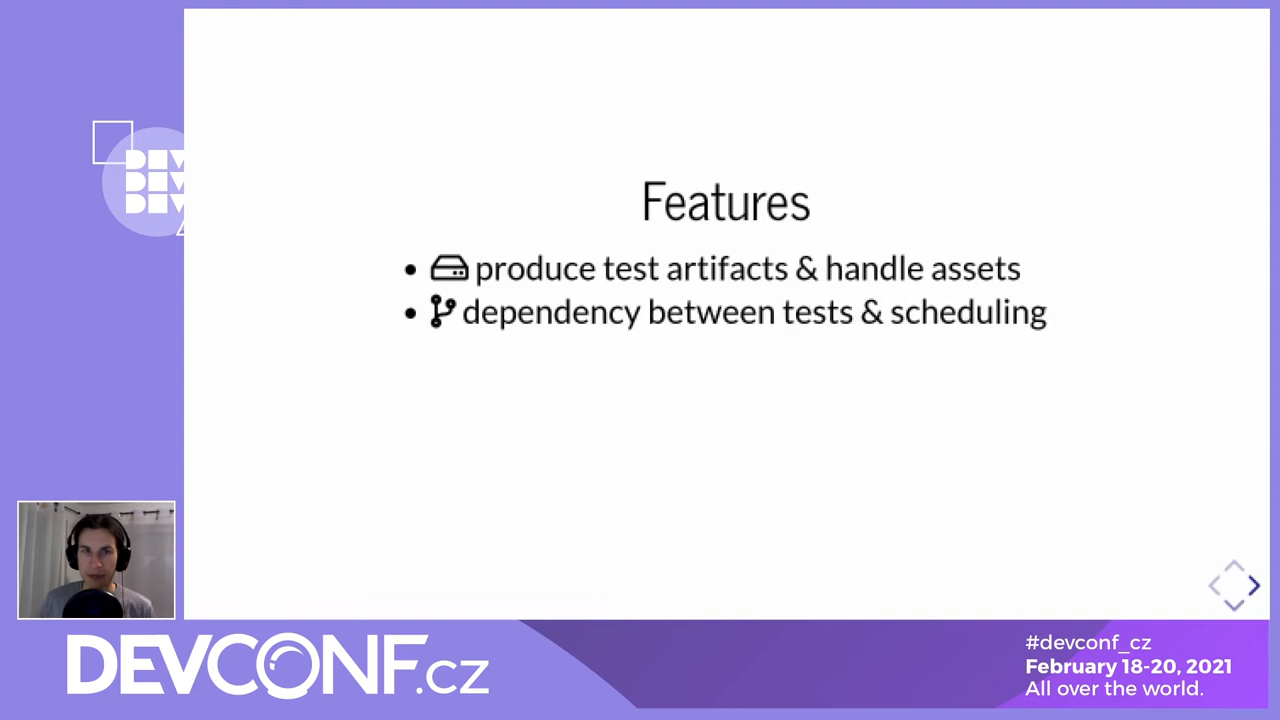 Features
produce test artifacts & handle assets
dependency between tests & scheduling
DEVCONF.cz
#devconf_cz
February 18-20, 2021
All over the world.